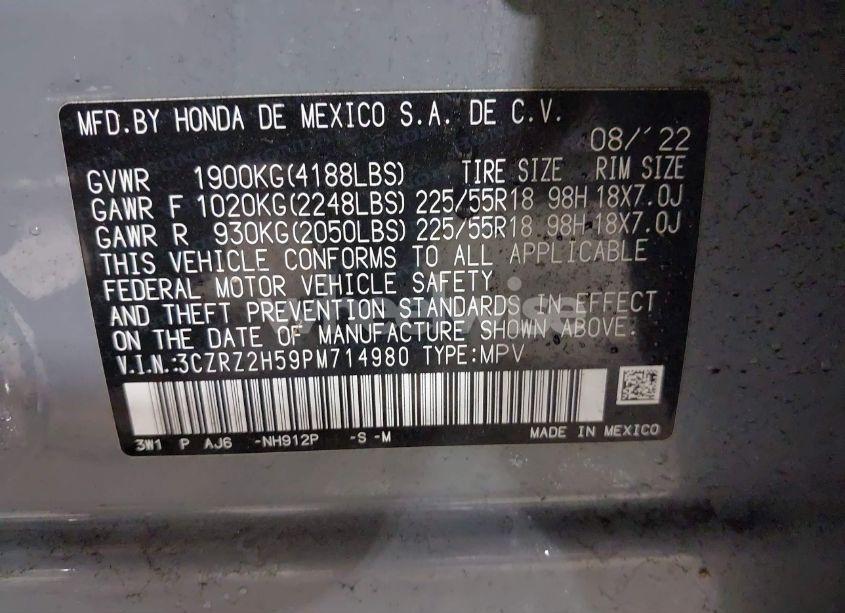 MFD.BY HONDA DE MEXICO S.A. DE C.V.
08/'22
GVWR 1900KG(4188LBS) TIRE SIZE RIM SIZE
GAWR F 1020KG(2248LBS) 225/55R18 98H 18X7.0J
GAWR R 930KG(2050LBS) 225/55R18 98H 18X7.0J
THIS VEHICLE CONFORMS TO ALL APPLICABLE
FEDERAL MOTOR VEHICLE SAFETY
AND THEFT PREVENTION STANDARDS IN EFFECT
ON THE DATE OF MANUFACTURE SHOWN ABOVE.
V.I.N.:3CZRZ2H59PM714980 TYPE:MPV
3W1 P AJ6 -NH912P -S -M
MADE IN MEXICO